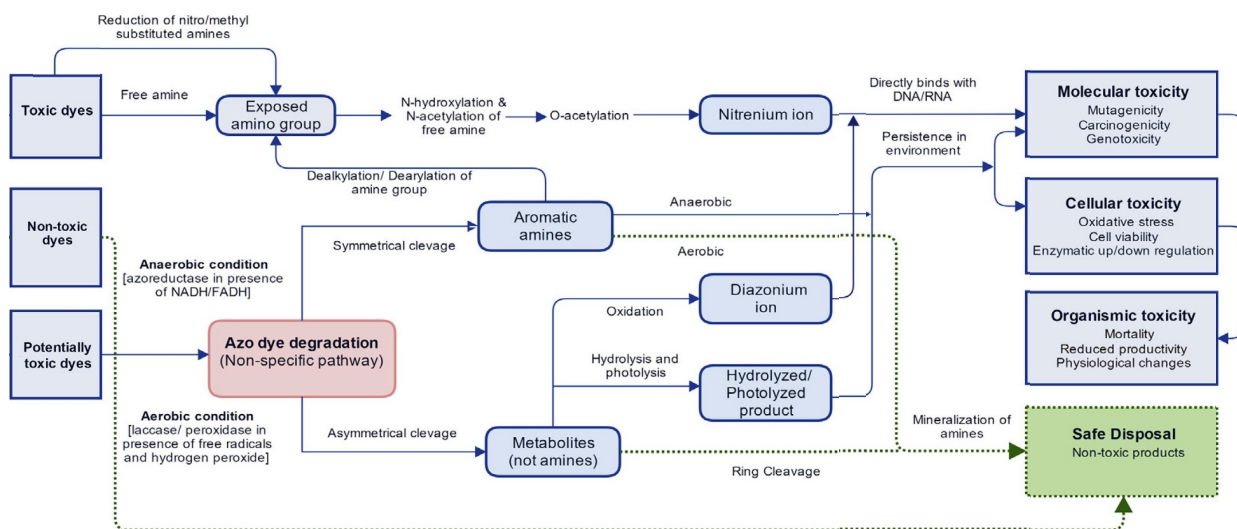 Reduction of nitro/methyl
substituted amines
Toxic dyes
Free amine
Exposed
amino group
N-hydroxylation &
N-acetylation of
free amine
O-acetylation
Nitrenium ion
Directly binds with
DNA/RNA
Molecular toxicity
Mutagenicity
Carcinogenicity
Genotoxicity
Persistence in
environment
Dealkylation/ Dearylation of
amine group
Non-toxic
dyes
Aromatic
amines
Anaerobic
Aerobic
Cellular toxicity
Oxidative stress
Cell viability
Enzymatic up/down regulation
Symmetrical clevage
Anaerobic condition
[azoreductase in presence
of NADH/FADH]
Diazonium
ion
Oxidation
Potentially
toxic dyes
Azo dye degradation
(Non-specific pathway)
Organismic toxicity
Mortality
Reduced productivity
Physiological changes
Hydrolysis and
photolysis
Hydrolyzed/
Photolyzed
product
Aerobic condition
[laccase/ peroxidase in
presence of free radicals
and hydrogen peroxide]
Asymmetrical clevage
Metabolites
(not amines)
Ring Cleavage
Mineralization of
amines
Safe Disposal
Non-toxic products